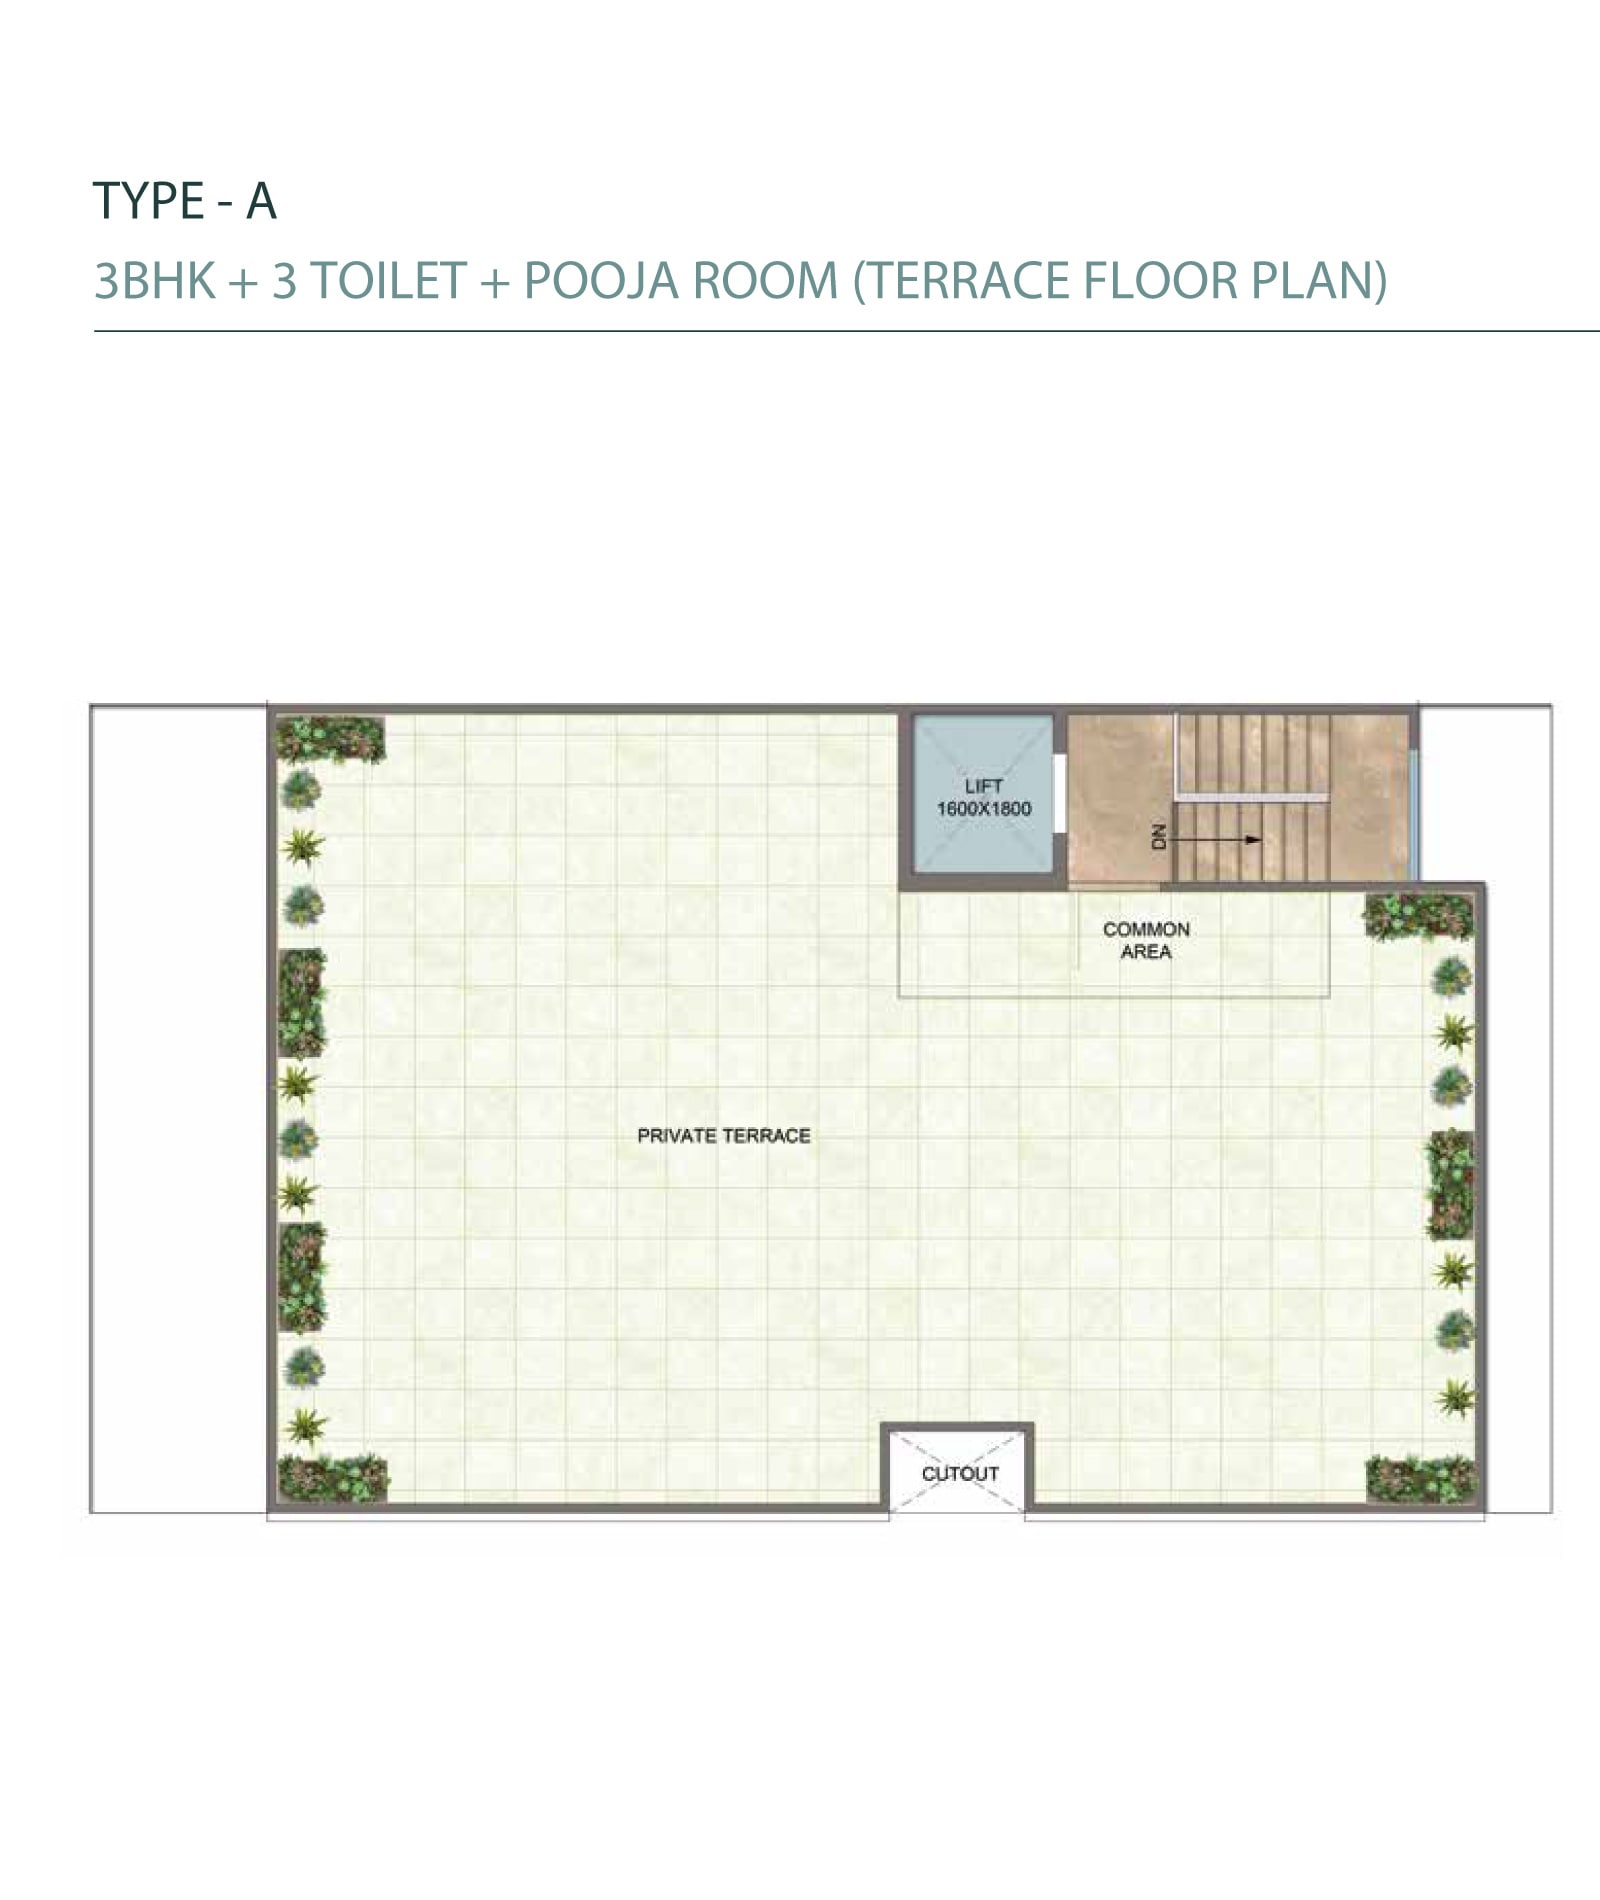 TYPE - A
3BHK + 3 TOILET + POOJA ROOM (TERRACE FLOOR PLAN)
LIFT
1600X1800
DN
COMMON
AREA
PRIVATE TERRACE
CUTOUT